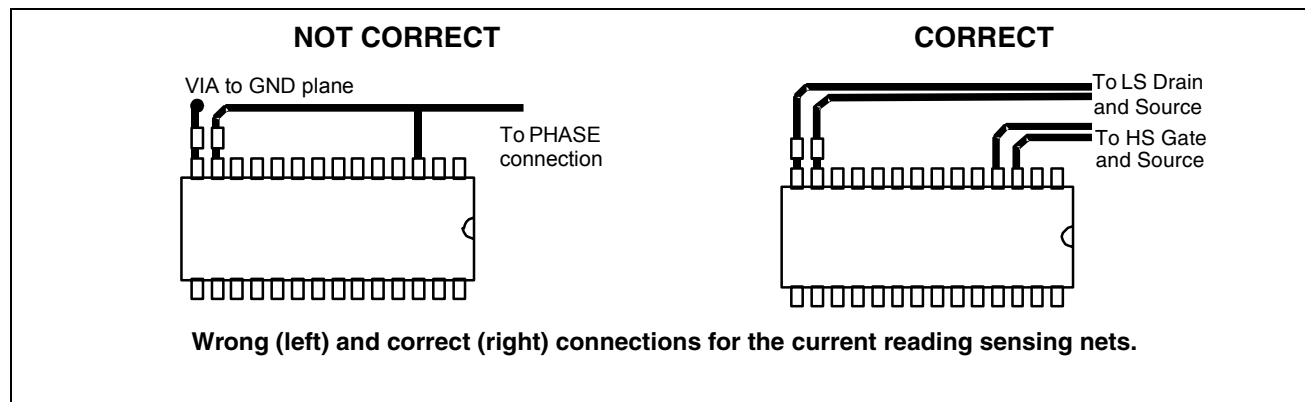 NOT CORRECT
VIA to GND plane
To PHASE
connection
CORRECT
To LS Drain
and Source
To HS Gate
and Source
Wrong (left) and correct (right) connections for the current reading sensing nets.